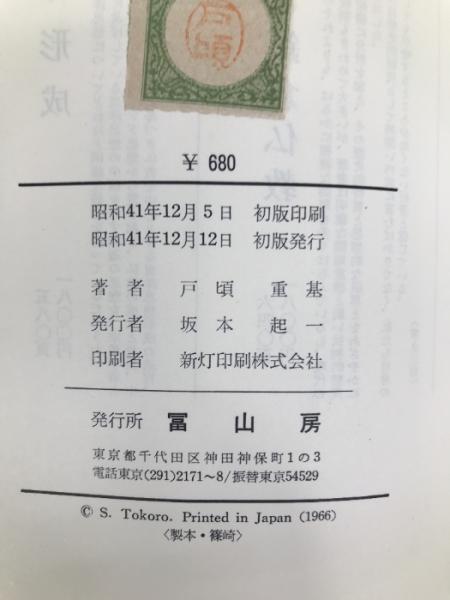 戸頃
¥ 680
昭和41年12月5日 初版印刷
昭和41年12月12日 初版発行
著者 戸頃重基
発行者 坂本起一
印刷者 新灯印刷株式会社
発行所 冨山房
東京都千代田区神田神保町1の3
電話東京(291)2171〜8/振替東京54529
© S. Tokoro. Printed in Japan (1966)
〈製本・篠崎〉